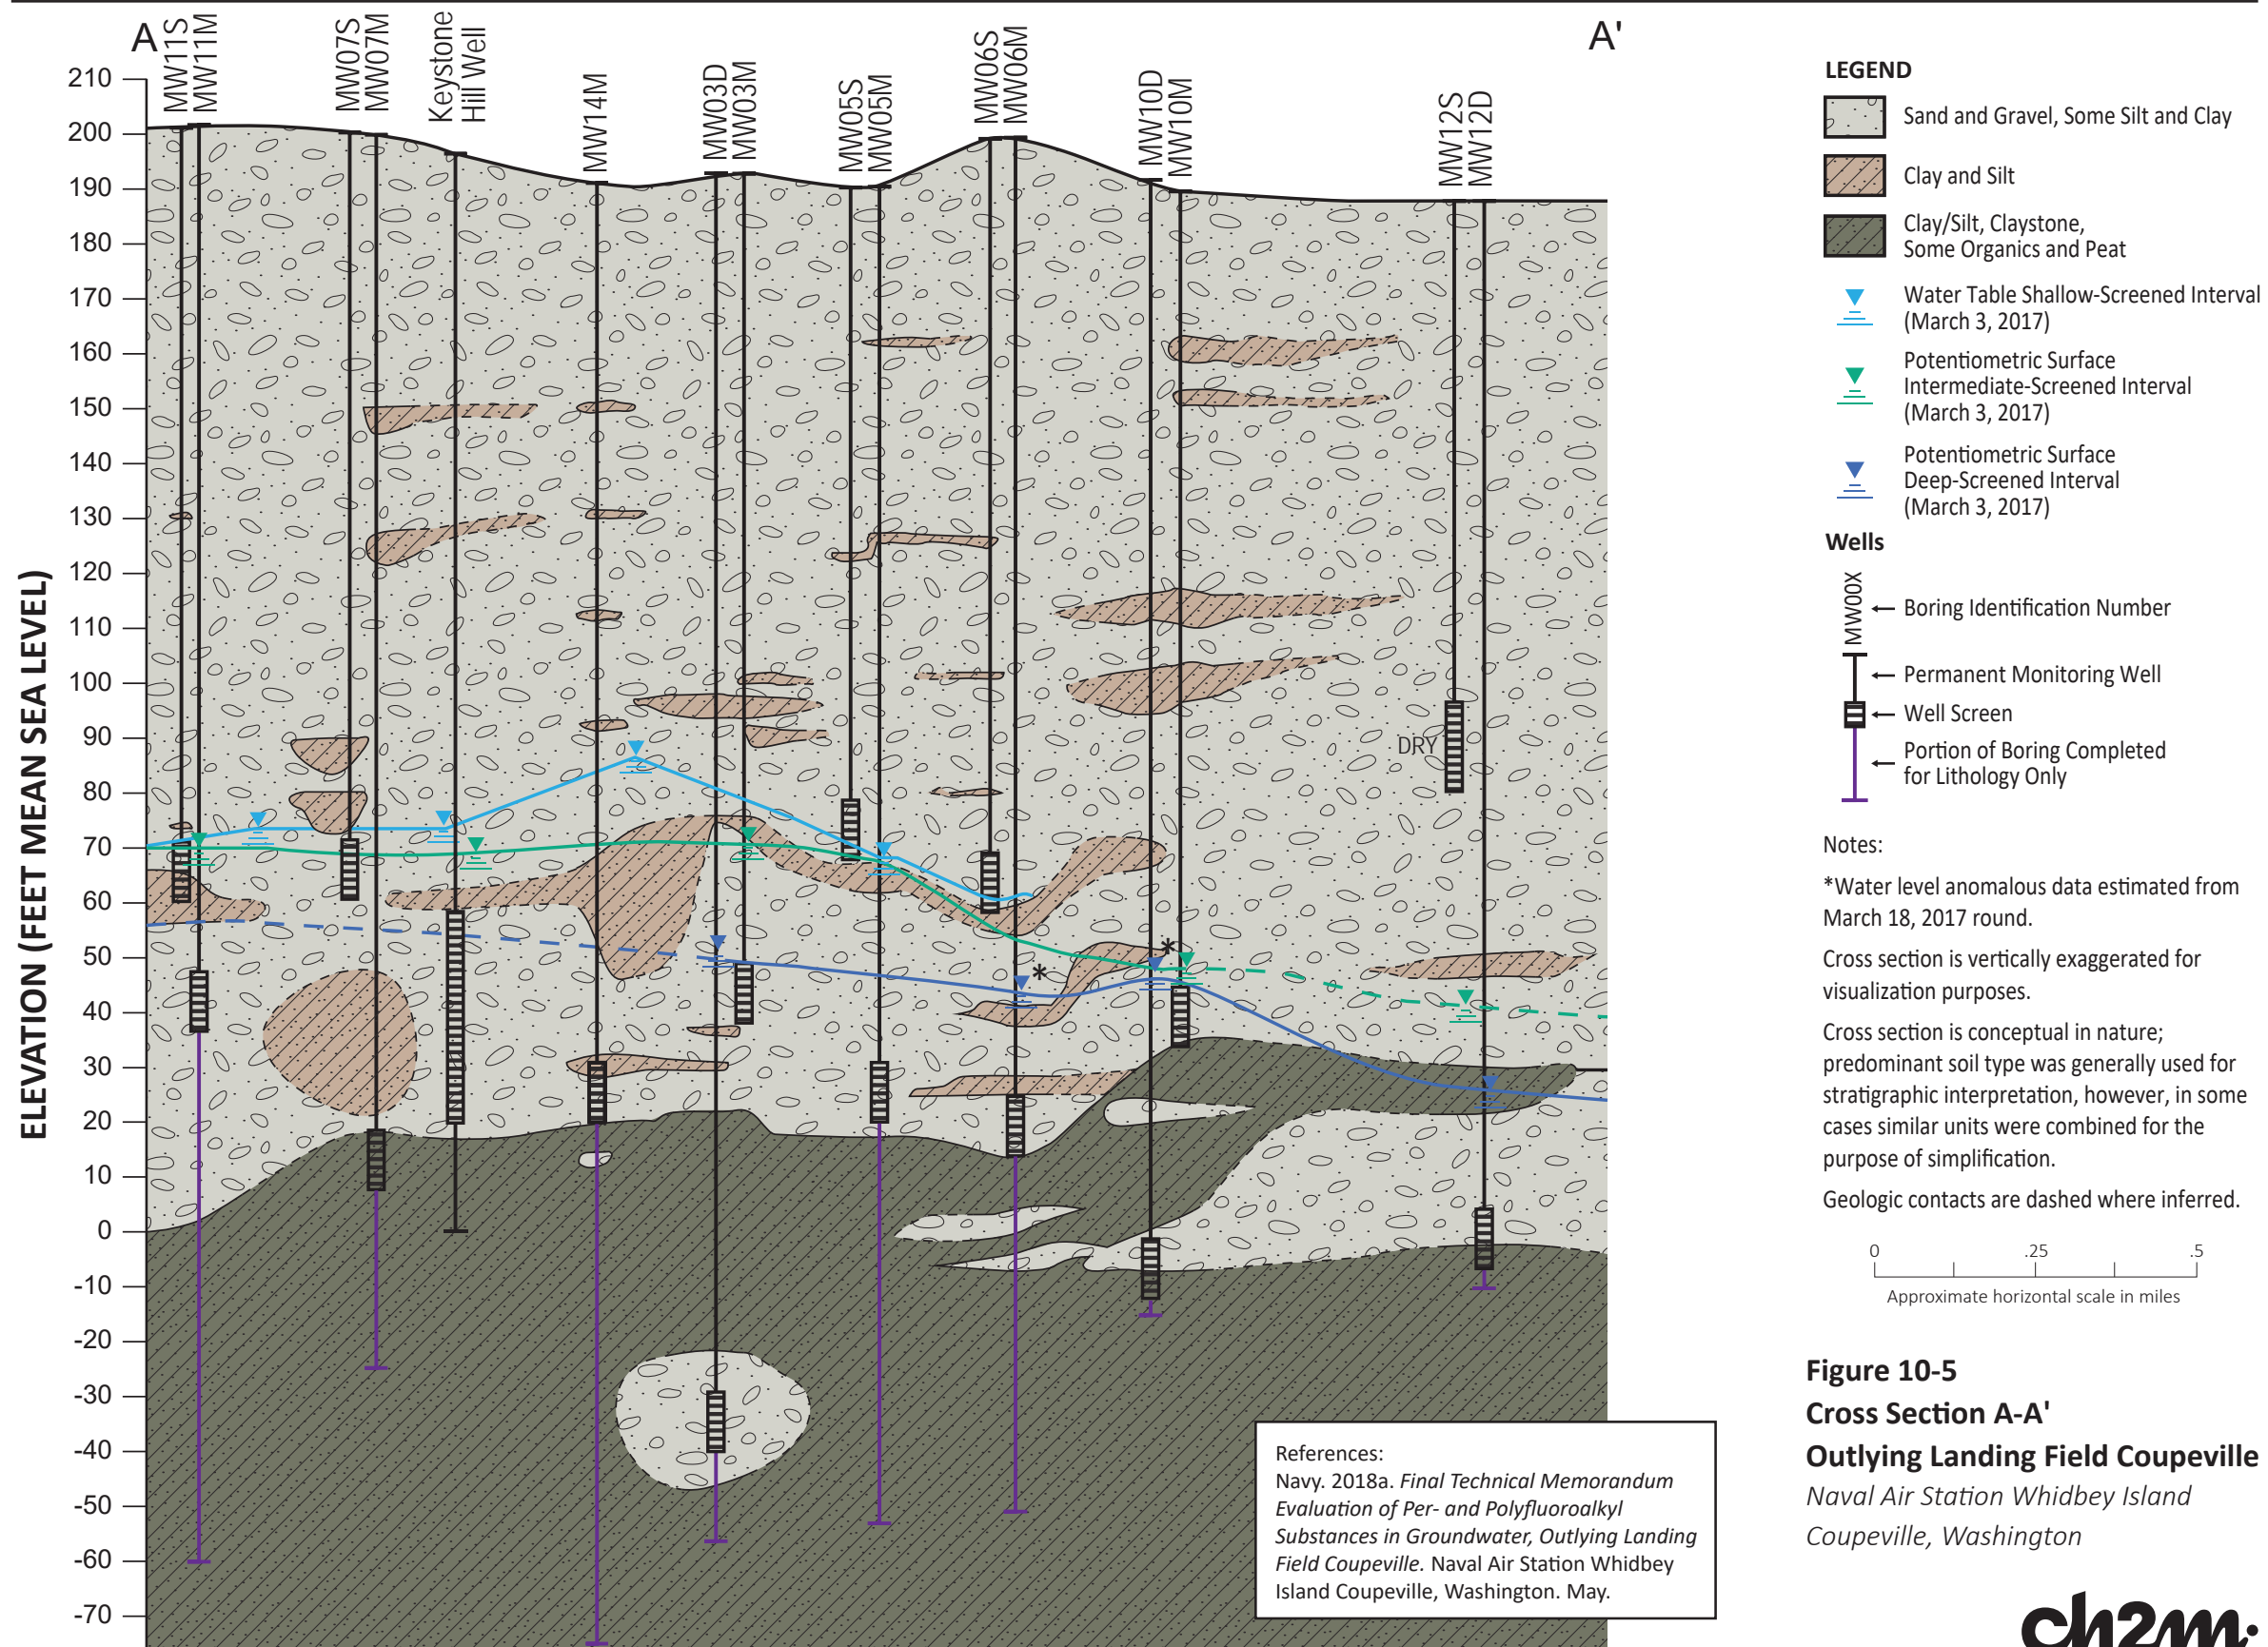 A
A'
MW11S
MW11M
MW07S
MW07M
Keystone
Hill Well
MW14M
MW03D
MW03M
MW05S
MW05M
MW06S
MW06M
MW10D
MW10M
MW12S
MW12D
ELEVATION (FEET MEAN SEA LEVEL)
210
200
190
180
170
160
150
140
130
120
110
100
90
80
70
60
50
40
30
20
10
0
-10
-20
-30
-40
-50
-60
-70
DRY
*
*
LEGEND
Sand and Gravel, Some Silt and Clay
Clay and Silt
Clay/Silt, Claystone,
Some Organics and Peat
Water Table Shallow-Screened Interval
(March 3, 2017)
Potentiometric Surface
Intermediate-Screened Interval
(March 3, 2017)
Potentiometric Surface
Deep-Screened Interval
(March 3, 2017)
Wells
MW00X
Boring Identification Number
Permanent Monitoring Well
Well Screen
Portion of Boring Completed
for Lithology Only
Notes:
*Water level anomalous data estimated from
March 18, 2017 round.
Cross section is vertically exaggerated for
visualization purposes.
Cross section is conceptual in nature;
predominant soil type was generally used for
stratigraphic interpretation, however, in some
cases similar units were combined for the
purpose of simplification.
Geologic contacts are dashed where inferred.
0 .25 .5
Approximate horizontal scale in miles
References:
Navy. 2018a. Final Technical Memorandum
Evaluation of Per- and Polyfluoroalkyl
Substances in Groundwater, Outlying Landing
Field Coupeville. Naval Air Station Whidbey
Island Coupeville, Washington. May.
Figure 10-5
Cross Section A-A'
Outlying Landing Field Coupeville
Naval Air Station Whidbey Island
Coupeville, Washington
ch2m: